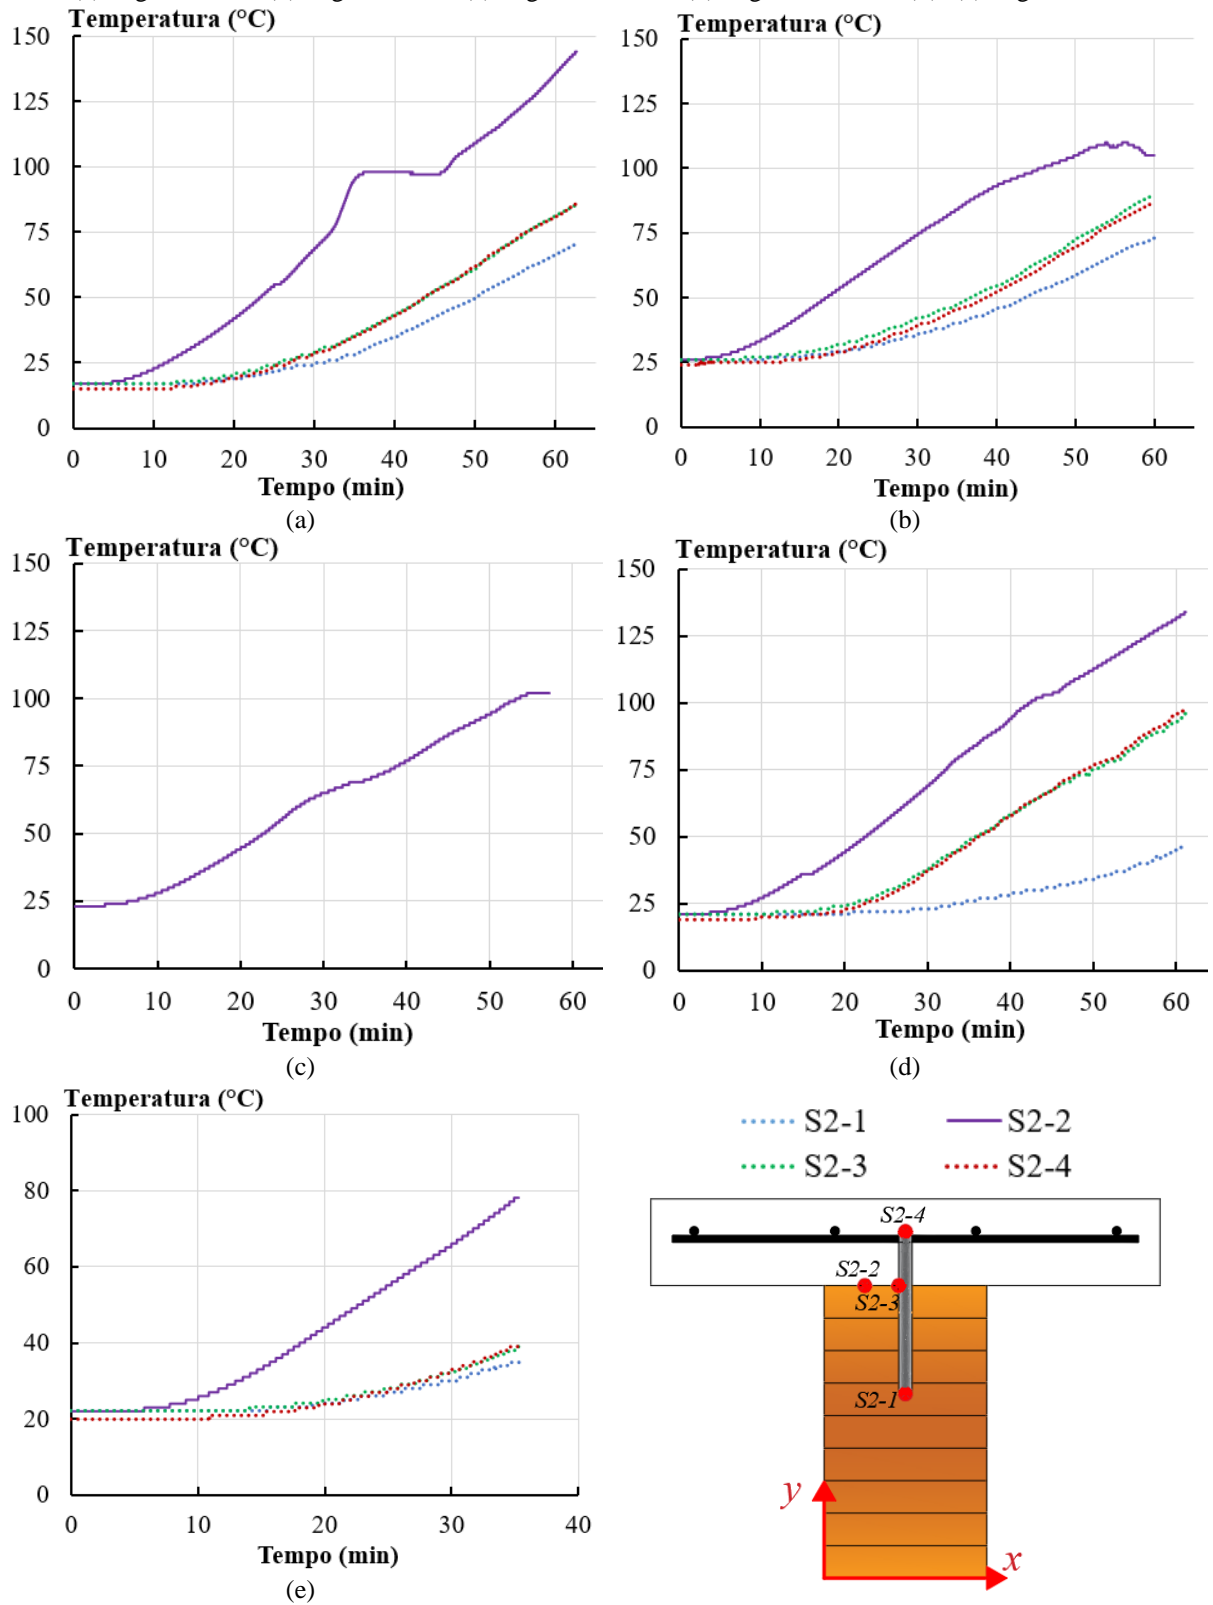 Temperatura (°C)
150
125
100
75
50
25
0
0 10 20 30 40 50 60
Tempo (min)
(a)
Temperatura (°C)
150
125
100
75
50
25
0
0 10 20 30 40 50 60
Tempo (min)
(b)
Temperatura (°C)
150
125
100
75
50
25
0
0 10 20 30 40 50 60
Tempo (min)
(c)
Temperatura (°C)
150
125
100
75
50
25
0
0 10 20 30 40 50 60
Tempo (min)
(d)
Temperatura (°C)
100
80
60
40
20
0
0 10 20 30 40
Tempo (min)
(e)
S2-1 S2-2
S2-3 S2-4
S2-4
S2-2
S2-3
S2-1
y
x